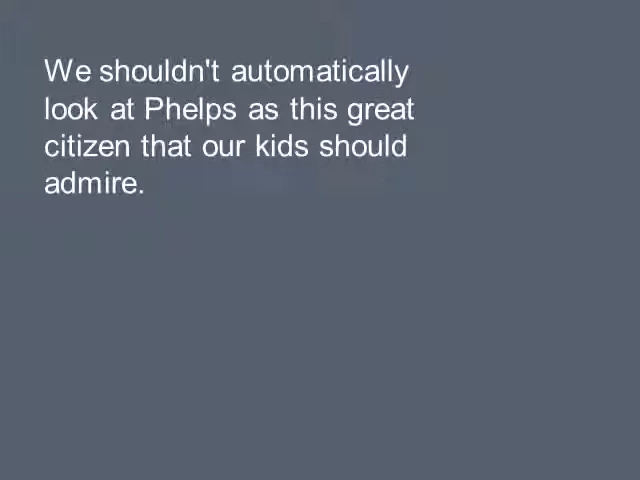 We shouldn't automatically
look at Phelps as this great
citizen that our kids should
admire.